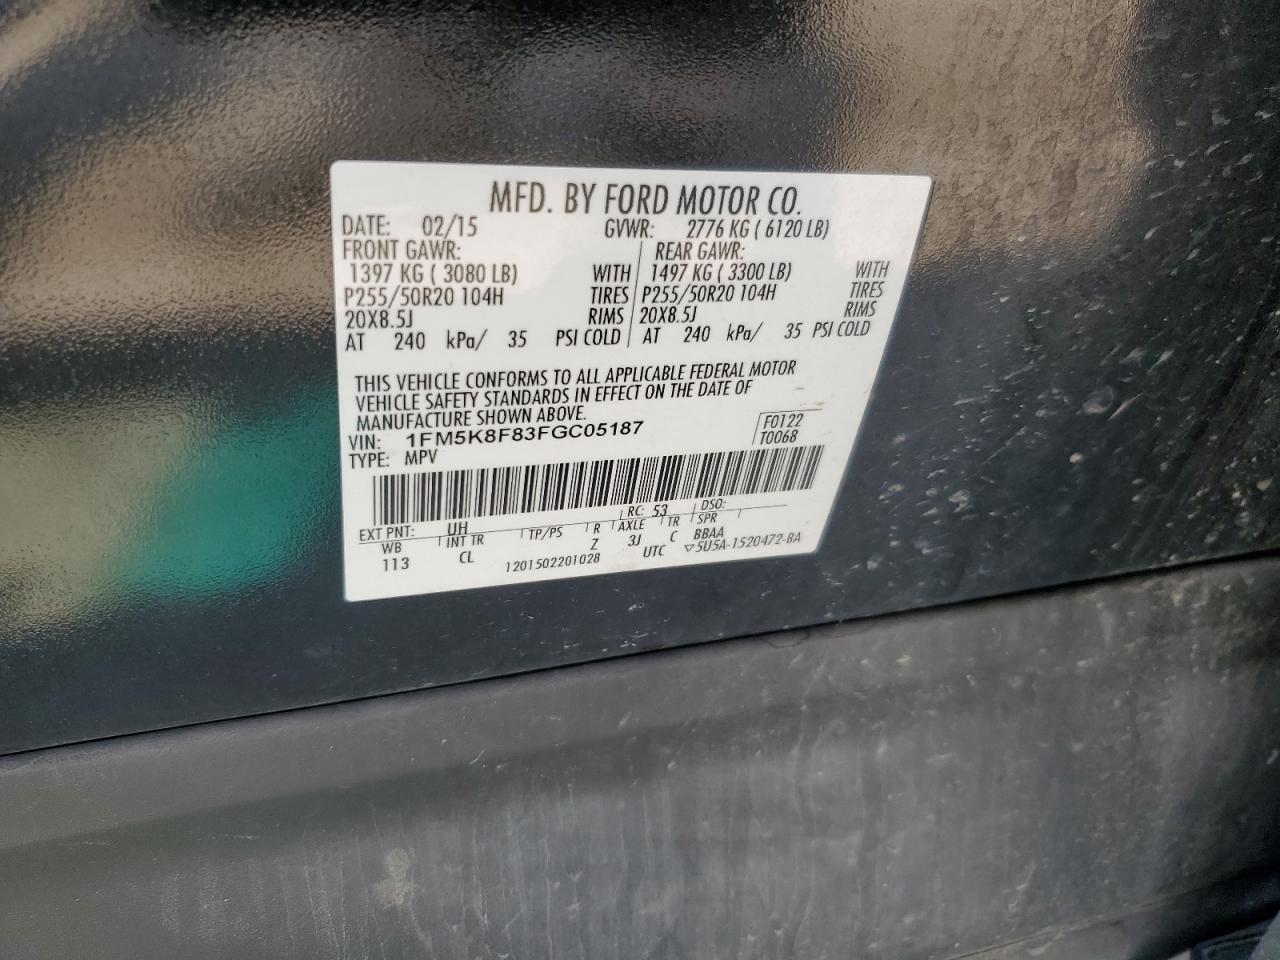 MFD. BY FORD MOTOR CO.
DATE: 02/15 GVWR: 2776 KG ( 6120 LB)
FRONT GAWR: REAR GAWR:
1397 KG ( 3080 LB) WITH 1497 KG ( 3300 LB) WITH
P255/50R20 104H TIRES P255/50R20 104H TIRES
20X8.5J RIMS 20X8.5J RIMS
AT 240 kPa/ 35 PSI COLD AT 240 kPa/ 35 PSI COLD
THIS VEHICLE CONFORMS TO ALL APPLICABLE FEDERAL MOTOR
VEHICLE SAFETY STANDARDS IN EFFECT ON THE DATE OF
MANUFACTURE SHOWN ABOVE.
VIN: 1FM5K8F83FGC05187 F0122
TYPE: MPV T0068
EXT PNT: UH RC: 53 DSO:
WB INT TR TP/PS R AXLE TR SPR
113 CL Z 3J C BBAA
1201502201028 UTC ▽5U5A-1520472-BA